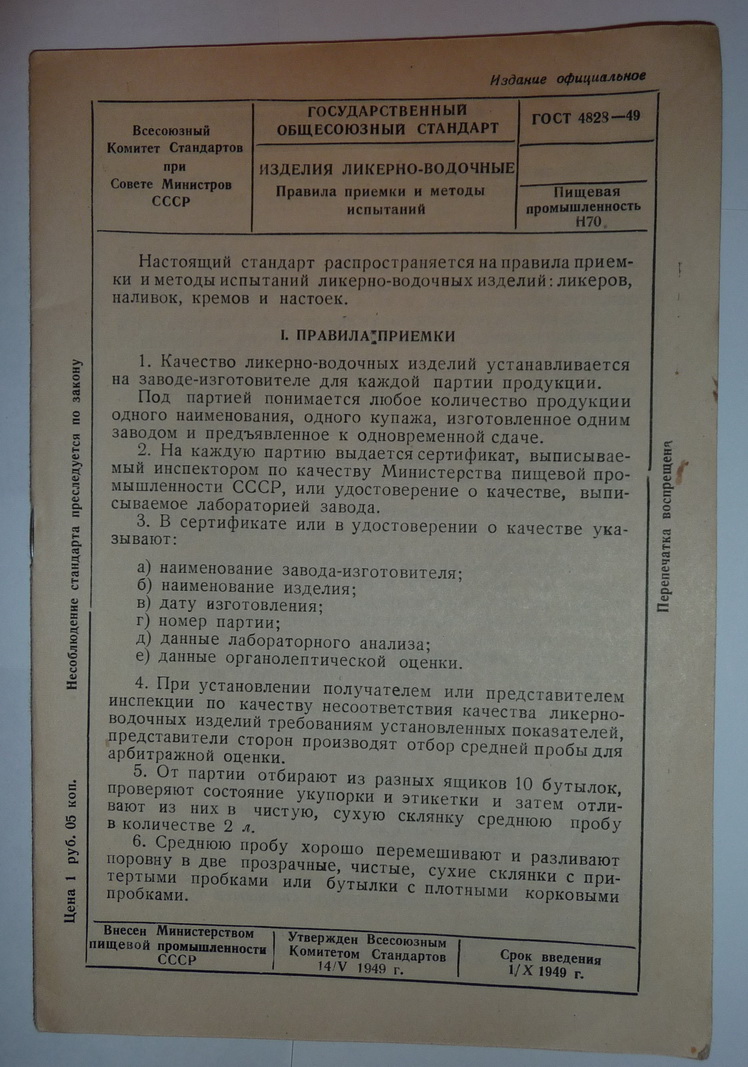 Издание официальное
Всесоюзный
Комитет Стандартов
при
Совете Министров
СССР
ГОСУДАРСТВЕННЫЙ
ОБЩЕСОЮЗНЫЙ СТАНДАРТ
ИЗДЕЛИЯ ЛИКЕРНО-ВОДОЧНЫЕ
Правила приемки и методы
испытаний
ГОСТ 4828—49
Пищевая
промышленность
Н70
Настоящий стандарт распространяется на правила прием-
ки и методы испытаний ликерно-водочных изделий: ликеров,
наливок, кремов и настоек.
I. ПРАВИЛА ПРИЕМКИ
1. Качество ликерно-водочных изделий устанавливается
на заводе-изготовителе для каждой партии продукции.
Под партией понимается любое количество продукции
одного наименования, одного купажа, изготовленное одним
заводом и предъявленное к одновременной сдаче.
2. На каждую партию выдается сертификат, выписывае-
мый инспектором по качеству Министерства пищевой про-
мышленности СССР, или удостоверение о качестве, выпи-
сываемое лабораторией завода.
3. В сертификате или в удостоверении о качестве ука-
зывают:
а) наименование завода-изготовителя;
б) наименование изделия;
в) дату изготовления;
г) номер партии;
д) данные лабораторного анализа;
е) данные органолептической оценки.
4. При установлении получателем или представителем
инспекции по качеству несоответствия качества ликерно-
водочных изделий требованиям установленных показателей,
представители сторон производят отбор средней пробы для
арбитражной оценки.
5. От партии отбирают из разных ящиков 10 бутылок,
проверяют состояние укупорки и этикетки и затем отли-
вают из них в чистую, сухую склянку среднюю пробу
в количестве 2 л.
6. Среднюю пробу хорошо перемешивают и разливают
поровну в две прозрачные, чистые, сухие склянки с при-
тертыми пробками или бутылки с плотными корковыми
пробками.
Внесен Министерством
пищевой промышленности
СССР
Утвержден Всесоюзным
Комитетом Стандартов
14/V 1949 г.
Срок введения
1/X 1949 г.
Несоблюдение стандарта преследуется по закону
Цена 1 руб. 05 коп.
Перепечатка воспрещена